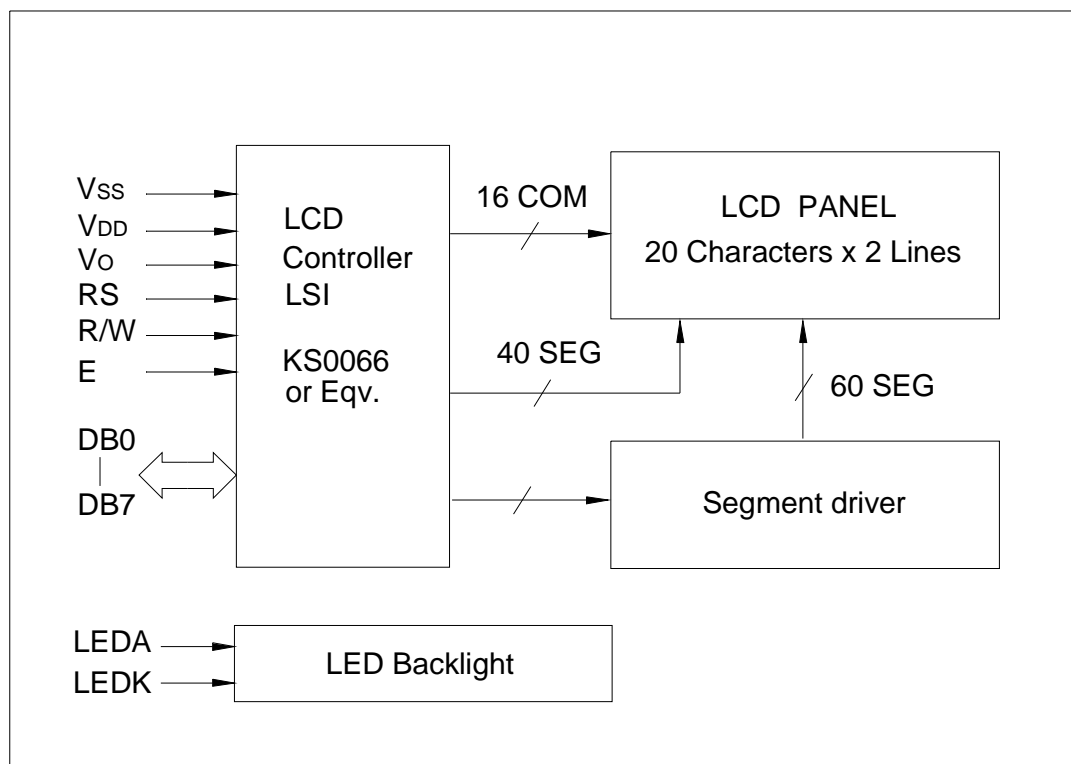 VSS
VDD
VO
RS
R/W
E
DB0
DB7
LCD
Controller
LSI
KS0066
or Eqv.
16 COM
40 SEG
LCD PANEL
20 Characters x 2 Lines
60 SEG
Segment driver
LEDA
LEDK
LED Backlight